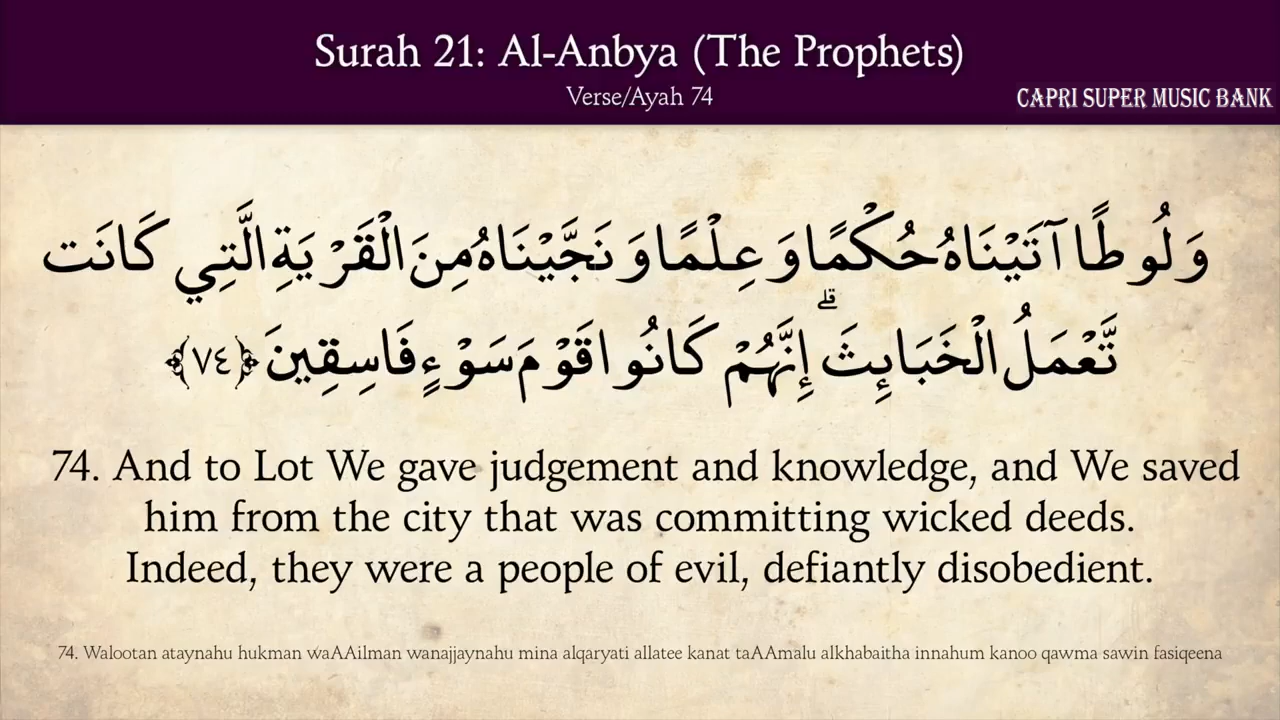 Surah 21: Al-Anbya (The Prophets)
Verse/Ayah 74
CAPRI SUPER MUSIC BANK
وَلُوطًا آتَيْنَاهُ حُكْمًا وَعِلْمًا وَنَجَّيْنَاهُ مِنَ الْقَرْيَةِ الَّتِي كَانَت
تَّعْمَلُ الْخَبَائِثَ ۗ إِنَّهُمْ كَانُوا قَوْمَ سَوْءٍ فَاسِقِينَ ﴿٧٤﴾
74. And to Lot We gave judgement and knowledge, and We saved
him from the city that was committing wicked deeds.
Indeed, they were a people of evil, defiantly disobedient.
74. Walootan ataynahu hukman waAAilman wanajjaynahu mina alqaryati allatee kanat taAAmalu alkhabaitha innahum kanoo qawma sawin fasiqeena